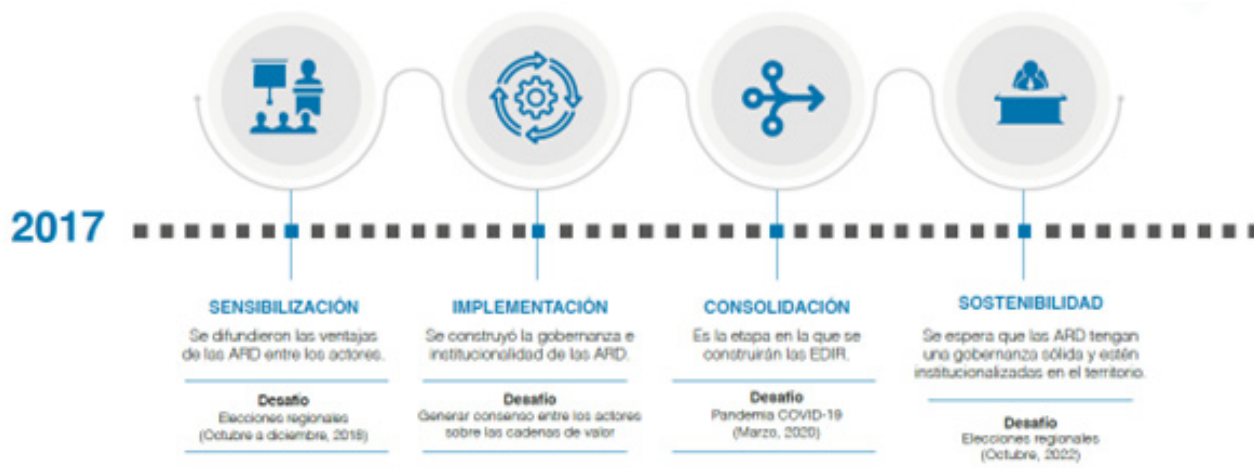 2017
SENSIBILIZACIÓN
Se difundieron las ventajas
de las ARD entre los actores.
Desafío
Elecciones regionales
(Octubre a diciembre, 2018)
IMPLEMENTACIÓN
Se construyó la gobernanza e
institucionalidad de las ARD.
Desafío
Generar consenso entre los actores
sobre las cadenas de valor
CONSOLIDACIÓN
Es la etapa en la que se
construirán las EDIR.
Desafío
Pandemia COVID-19
(Marzo, 2020)
SOSTENIBILIDAD
Se espera que las ARD tengan
una gobernanza sólida y estén
institucionalizadas en el territorio.
Desafío
Elecciones regionales
(Octubre, 2022)